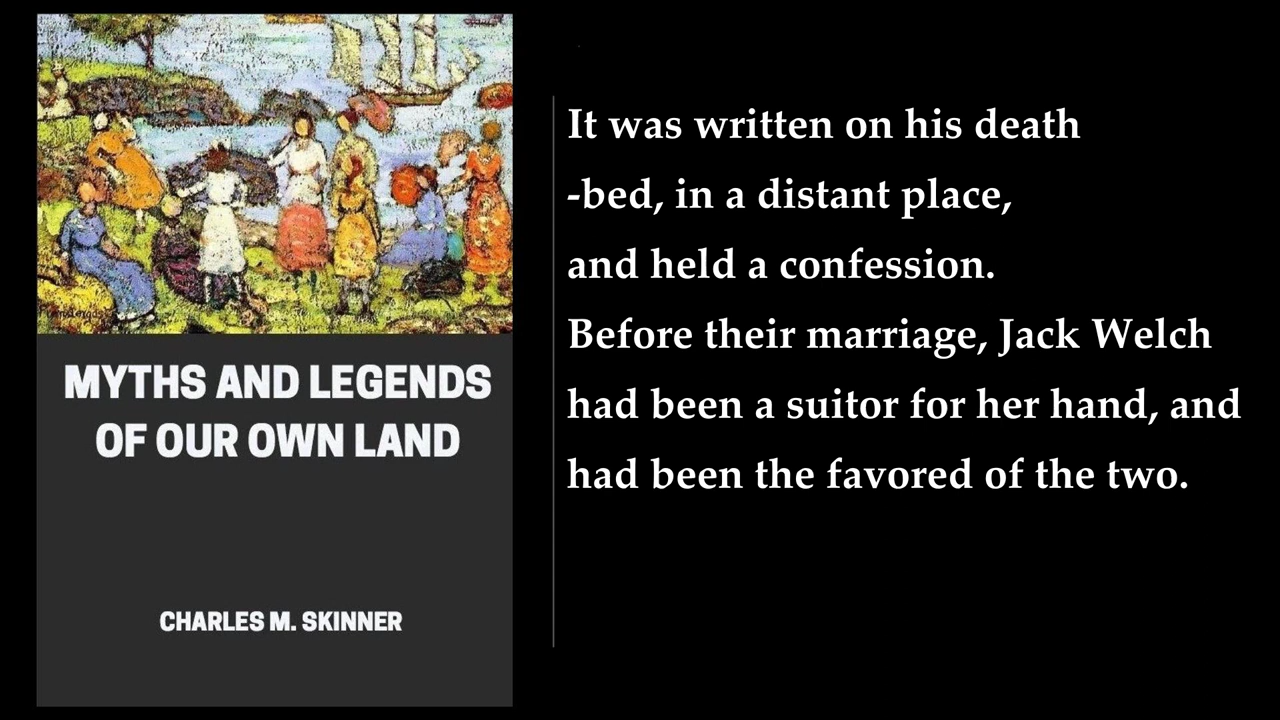 MYTHS AND LEGENDS
OF OUR OWN LAND
CHARLES M. SKINNER
It was written on his death
-bed, in a distant place,
and held a confession.
Before their marriage, Jack Welch
had been a suitor for her hand, and
had been the favored of the two.